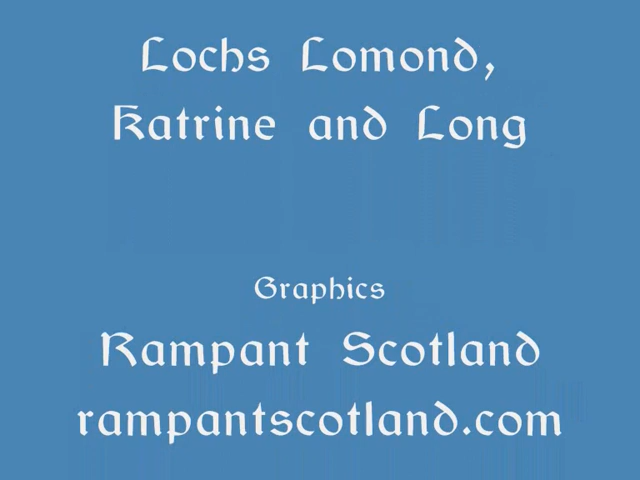 Lochs Lomond,
Katrine and Long
Graphics
Rampant Scotland
rampantscotland.com